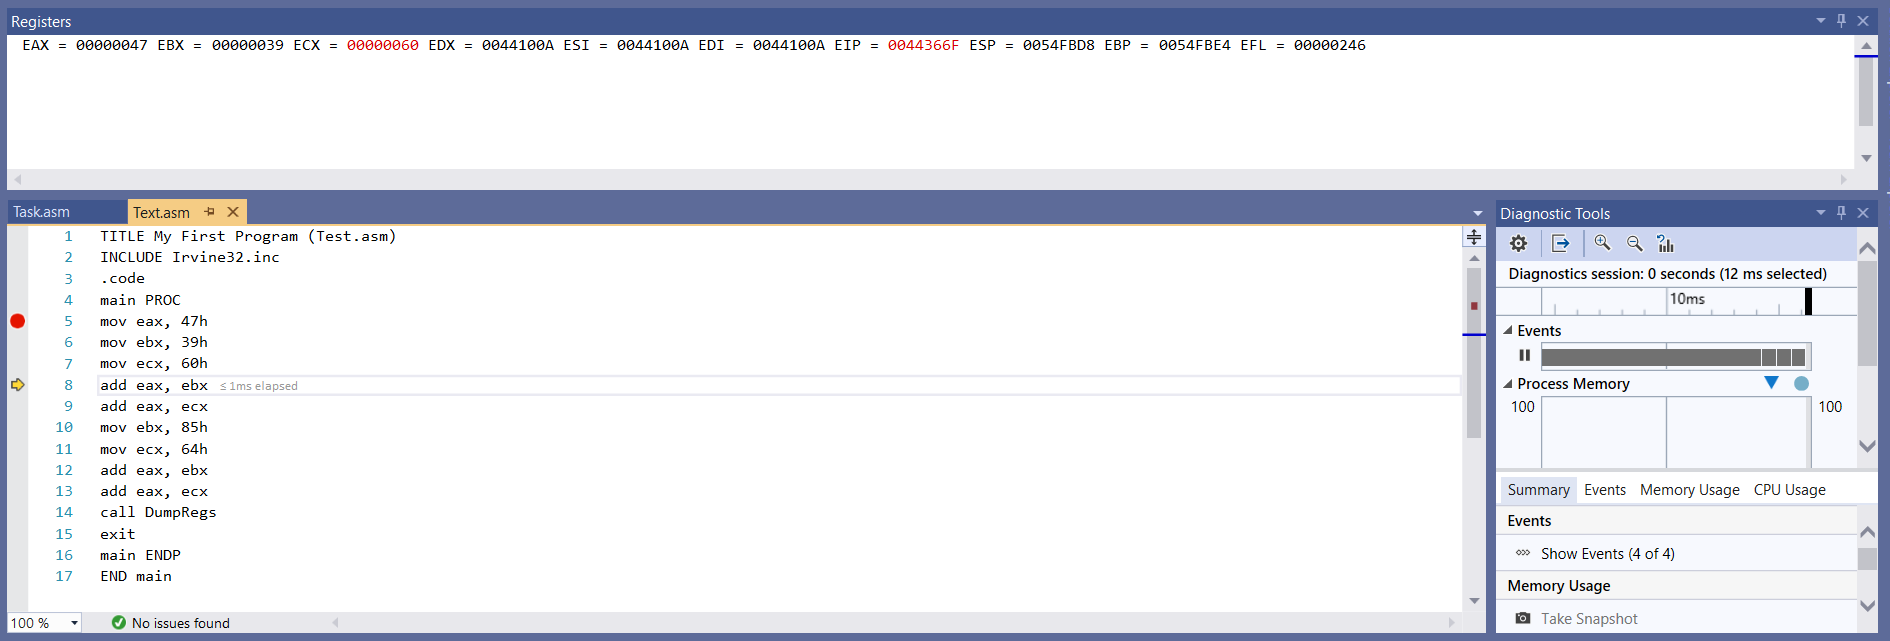 Registers
EAX = 00000047 EBX = 00000039 ECX = 00000060 EDX = 0044100A ESI = 0044100A EDI = 0044100A EIP = 0044366F ESP = 0054FBD8 EBP = 0054FBE4 EFL = 00000246
Task.asm
Text.asm
1 TITLE My First Program (Test.asm)
2 INCLUDE Irvine32.inc
3 .code
4 main PROC
5 mov eax, 47h
6 mov ebx, 39h
7 mov ecx, 60h
8 add eax, ebx ≤ 1ms elapsed
9 add eax, ecx
10 mov ebx, 85h
11 mov ecx, 64h
12 add eax, ebx
13 add eax, ecx
14 call DumpRegs
15 exit
16 main ENDP
17 END main
100 %
No issues found
Diagnostic Tools
Diagnostics session: 0 seconds (12 ms selected)
10ms
Events
Process Memory
100 100
Summary Events Memory Usage CPU Usage
Events
Show Events (4 of 4)
Memory Usage
Take Snapshot